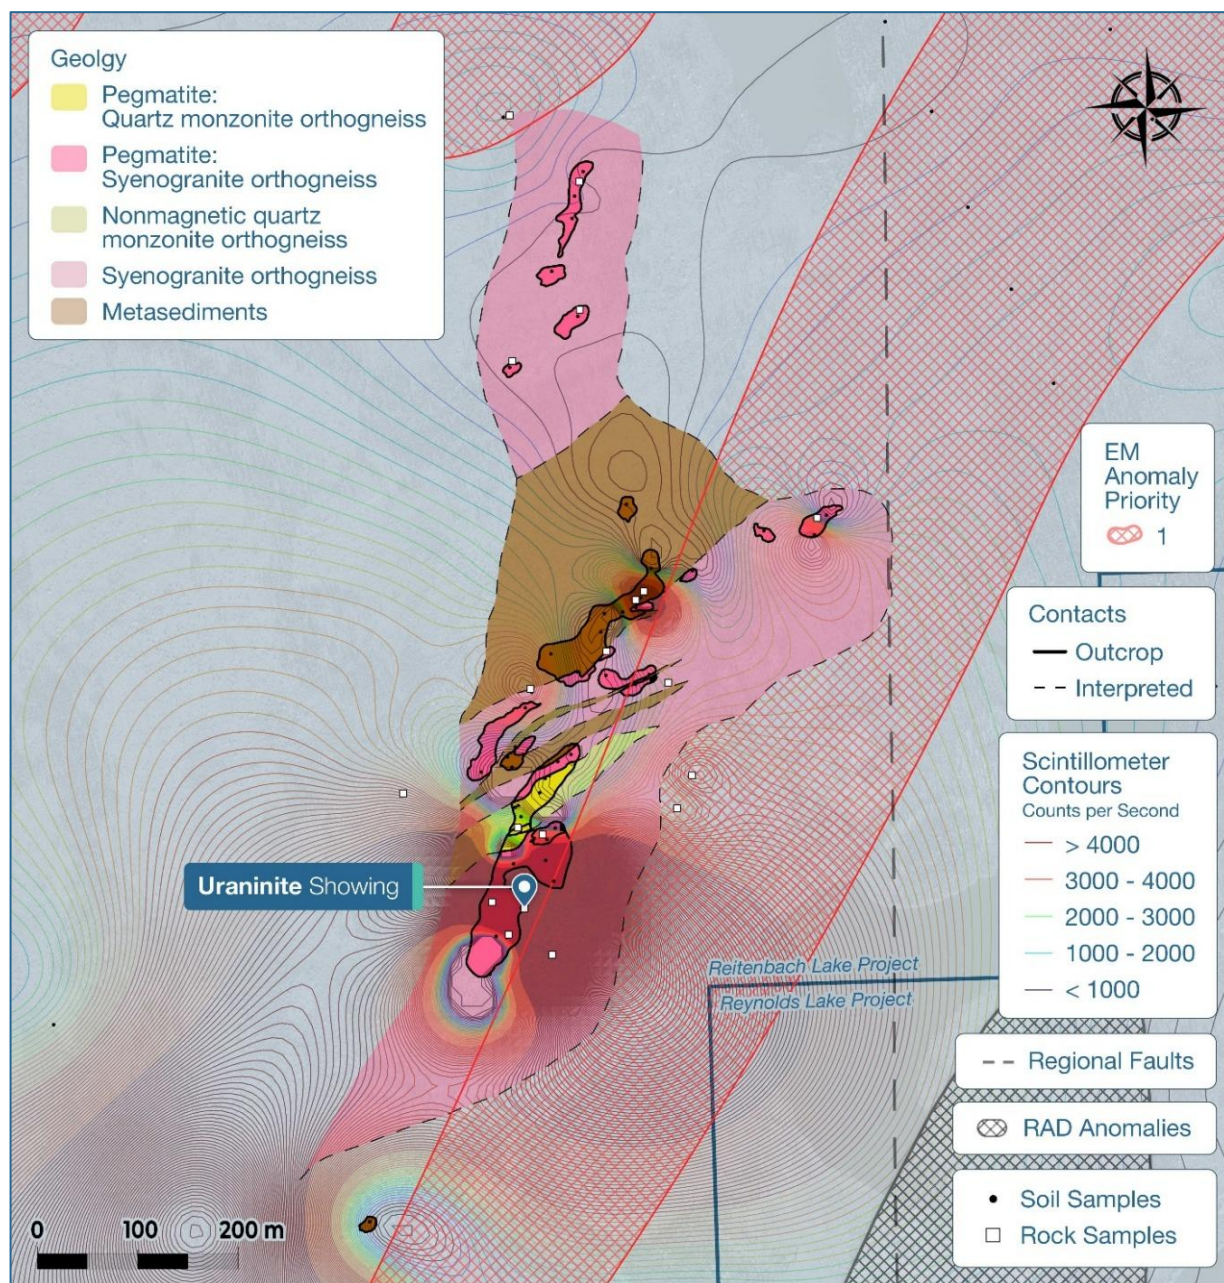 Geolgy
Pegmatite:
Quartz monzonite orthogneiss
Pegmatite:
Syenogranite orthogneiss
Nonmagnetic quartz
monzonite orthogneiss
Syenogranite orthogneiss
Metasediments
EM
Anomaly
Priority
1
Contacts
Outcrop
Interpreted
Scintillometer
Contours
Counts per Second
> 4000
3000 - 4000
2000 - 3000
1000 - 2000
< 1000
Uraninite Showing
Reitenbach Lake Project
Reynolds Lake Project
Regional Faults
RAD Anomalies
Soil Samples
Rock Samples
0 100 200 m